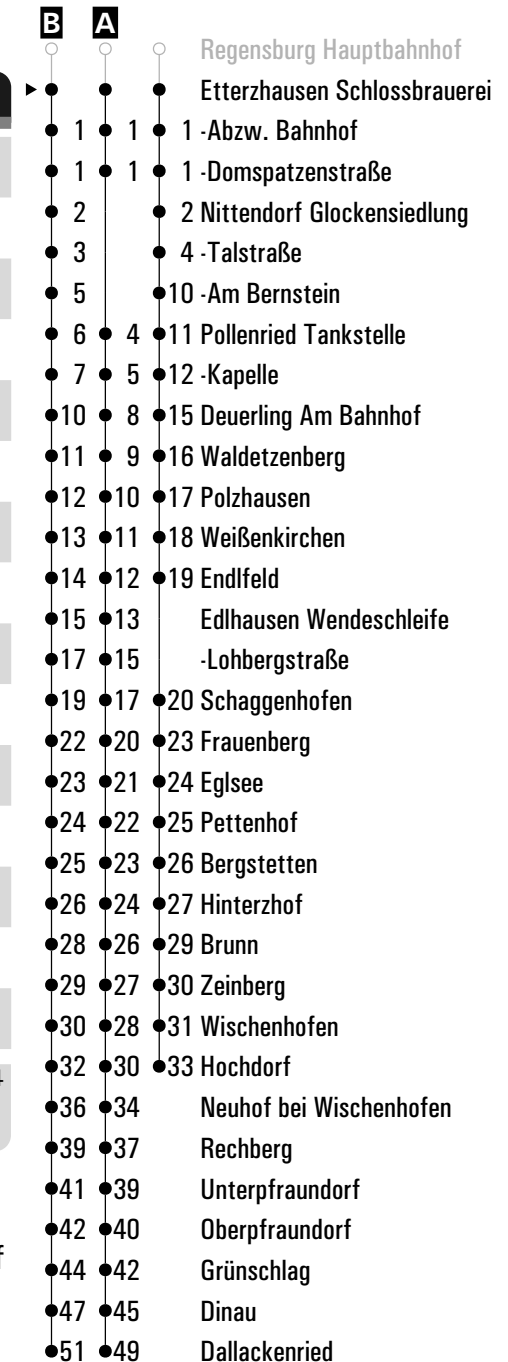 B A
Regensburg Hauptbahnhof
Etterzhausen Schlossbrauerei
1 1 1 -Abzw. Bahnhof
1 1 1 -Domspatzenstraße
2 2 Nittendorf Glockensiedlung
3 4 -Talstraße
5 10 -Am Bernstein
6 4 11 Pollenried Tankstelle
7 5 12 -Kapelle
10 8 15 Deuerling Am Bahnhof
11 9 16 Waldetzenberg
12 10 17 Polzhausen
13 11 18 Weißenkirchen
14 12 19 Endlfeld
15 13 Edlhausen Wendeschleife
17 15 -Lohbergstraße
19 17 20 Schaggenhofen
22 20 23 Frauenberg
23 21 24 Eglsee
24 22 25 Pettenhof
25 23 26 Bergstetten
26 24 27 Hinterzhof
28 26 29 Brunn
29 27 30 Zeinberg
30 28 31 Wischenhofen
32 30 33 Hochdorf
36 34 Neuhof bei Wischenhofen
39 37 Rechberg
41 39 Unterpfraundorf
42 40 Oberpfraundorf
44 42 Grünschlag
47 45 Dinau
51 49 Dallackenried